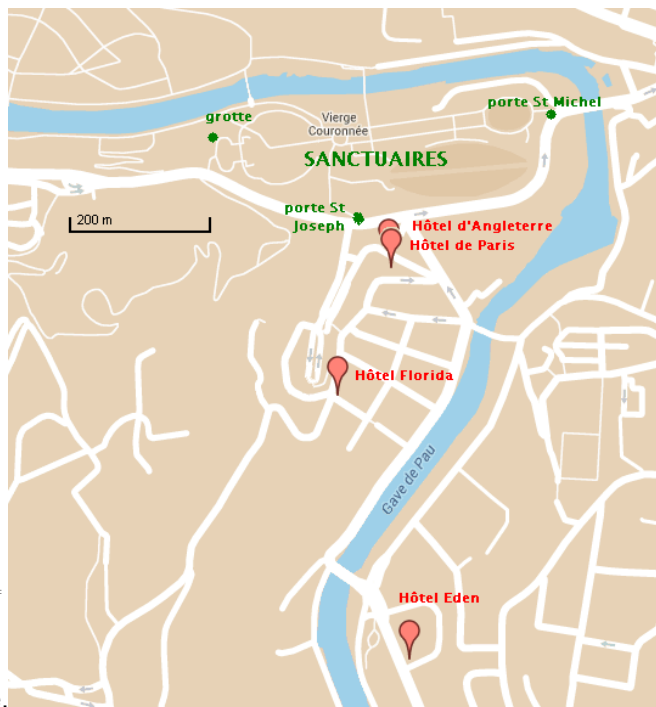 porte St Michel
grotte
Vierge
Couronnée
SANCTUAIRES
porte St
Joseph
200 m
Hôtel d'Angleterre
Hôtel de Paris
Hôtel Florida
Gave de Pau
Hôtel Eden